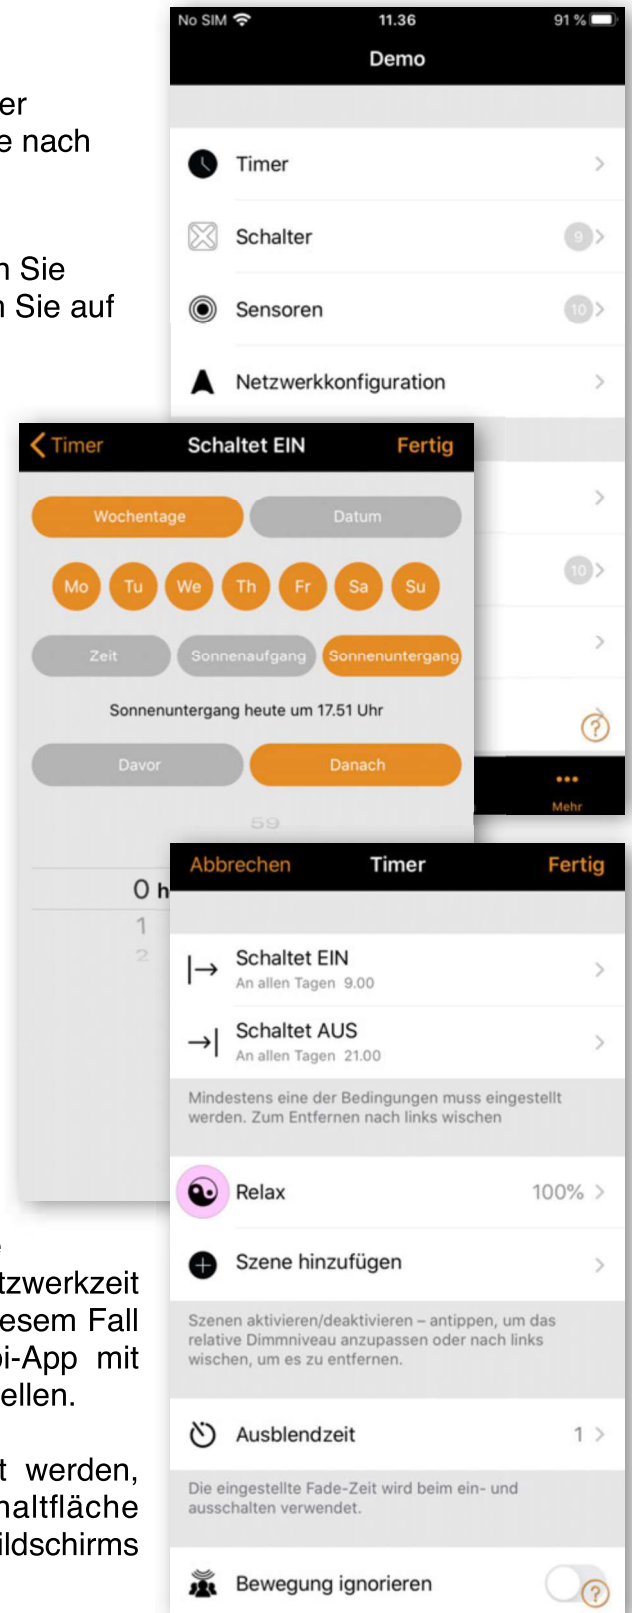 No SIM 11.36 91 %
Demo
er
e nach
Timer
n Sie
n Sie auf
Schalter 9
Sensoren 10
Netzwerkkonfiguration
10
?
Mehr
Timer Schaltet EIN Fertig
Wochentage Datum
Mo Tu We Th Fr Sa Su
Zeit Sonnenaufgang Sonnenuntergang
Sonnenuntergang heute um 17.51 Uhr
Davor Danach
59
0 h
1
2
Abbrechen Timer Fertig
Schaltet EIN
An allen Tagen 9.00
Schaltet AUS
An allen Tagen 21.00
Mindestens eine der Bedingungen muss eingestellt
werden. Zum Entfernen nach links wischen
Relax 100%
Szene hinzufügen
Szenen aktivieren/deaktivieren – antippen, um das
relative Dimmniveau anzupassen oder nach links
wischen, um es zu entfernen.
Ausblendzeit 1
Die eingestellte Fade-Zeit wird beim ein- und
ausschalten verwendet.
Bewegung ignorieren
?
tzwerkzeit
iesem Fall
bi-App mit
ellen.
t werden,
haltfläche
ildschirms